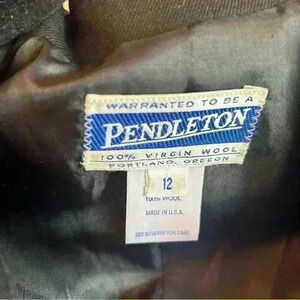 WARRANTED TO BE A
PENDLETON
100% VIRGIN WOOL
PORTLAND, OREGON
12
100% WOOL
MADE IN U.S.A.
SEE REVERSE FOR CARE